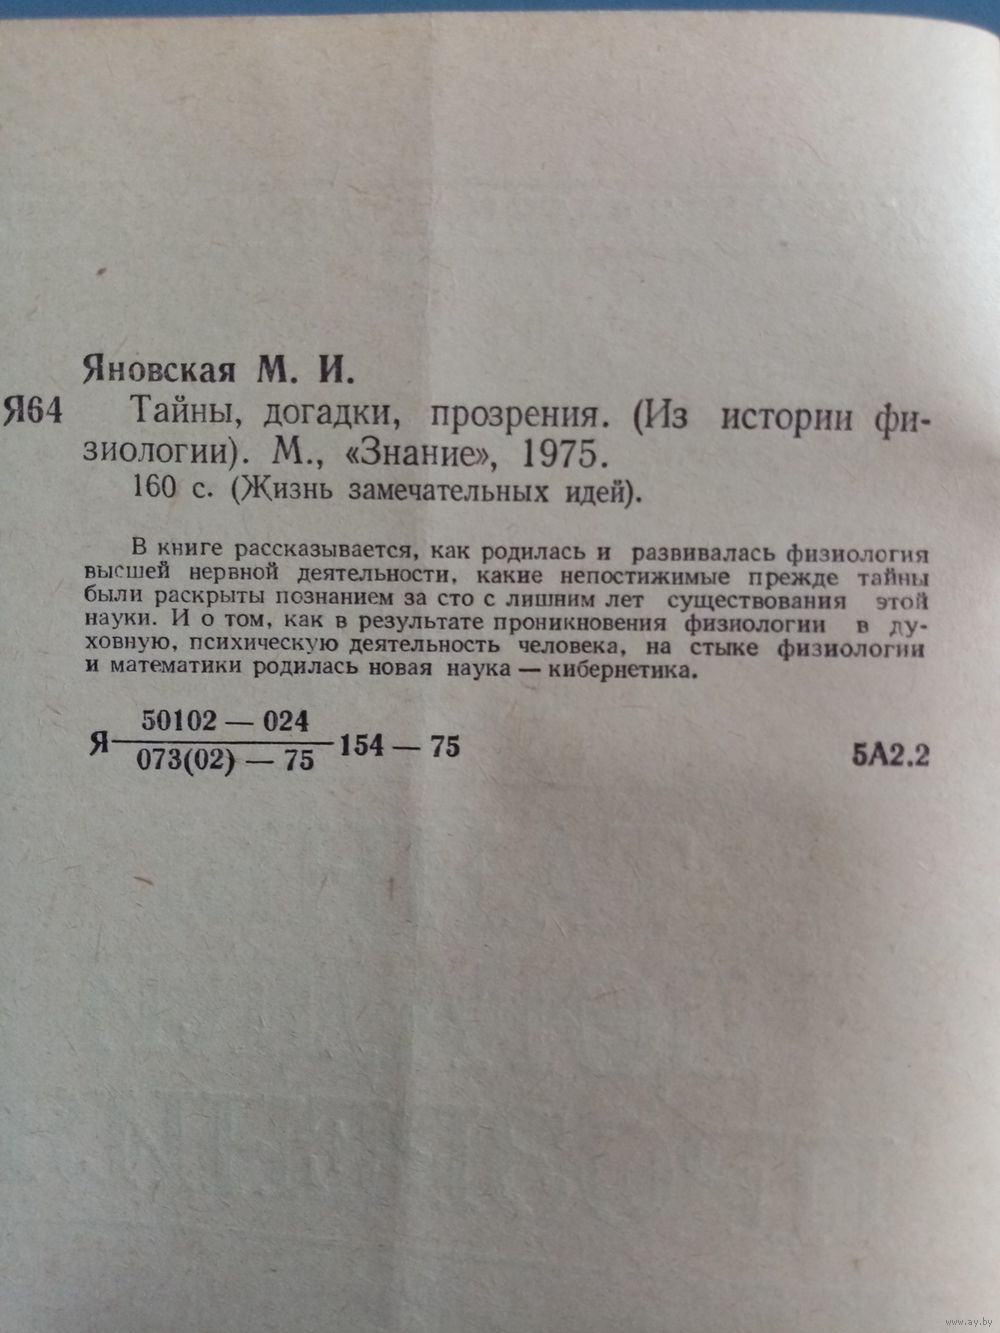 Яновская М. И.
Я64 Тайны, догадки, прозрения. (Из истории фи-
зиологии). М., «Знание», 1975.
160 с. (Жизнь замечательных идей).
В книге рассказывается, как родилась и развивалась физиология
высшей нервной деятельности, какие непостижимые прежде тайны
были раскрыты познанием за сто с лишним лет существования этой
науки. И о том, как в результате проникновения физиологии в ду-
ховную, психическую деятельность человека, на стыке физиологии
и математики родилась новая наука — кибернетика.
50102 — 024
Я 154 — 75
073(02) — 75
5А2.2
www.ay.by